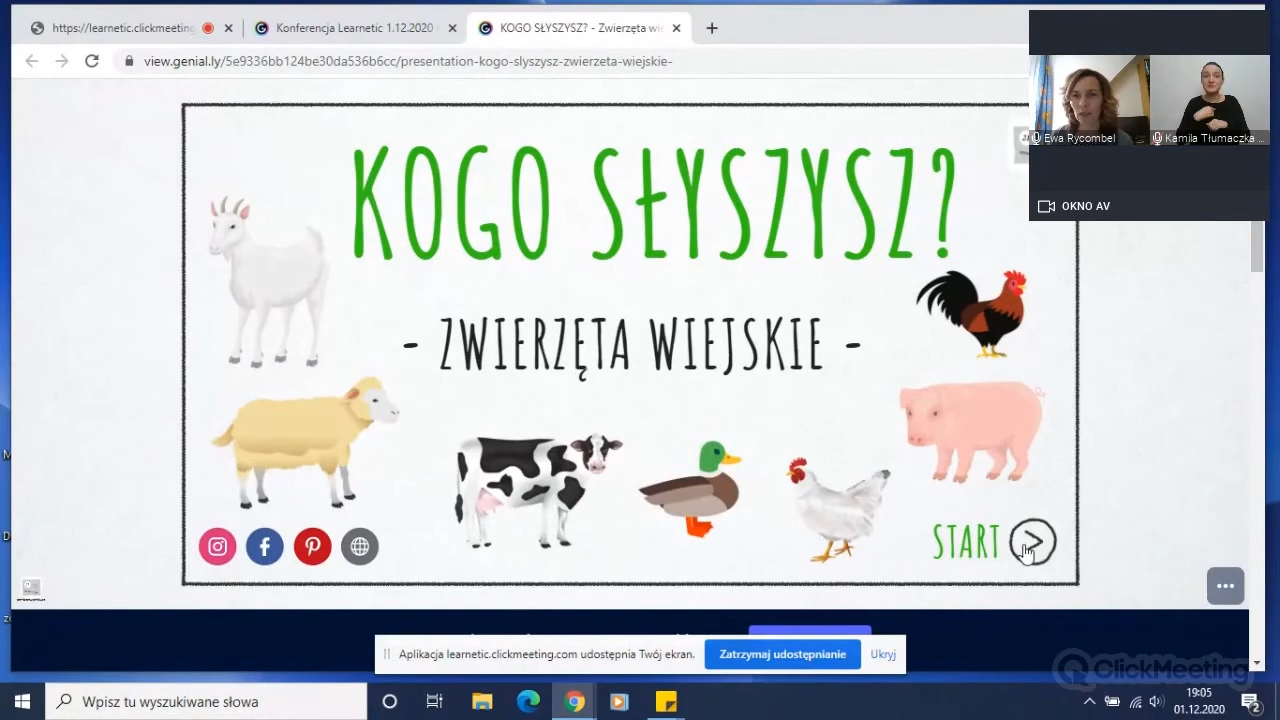 https://learnetic.clickmeeting
Konferencja Learnetic 1.12.2020
KOGO SŁYSZYSZ? - Zwierzęta wie
view.genial.ly/5e9336bb124be30da536b6cc/presentation-kogo-slyszysz-zwierzeta-wiejskie-
Ewa Rycombel
Kamila Tłumaczka ...
OKNO AV
KOGO SŁYSZYSZ?
- ZWIERZĘTA WIEJSKIE -
START
Aplikacja learnetic.clickmeeting.com udostępnia Twój ekran.
Zatrzymaj udostępnianie
Ukryj
ClickMeeting
Wpisz tu wyszukiwane słowa
19:05
01.12.2020
2